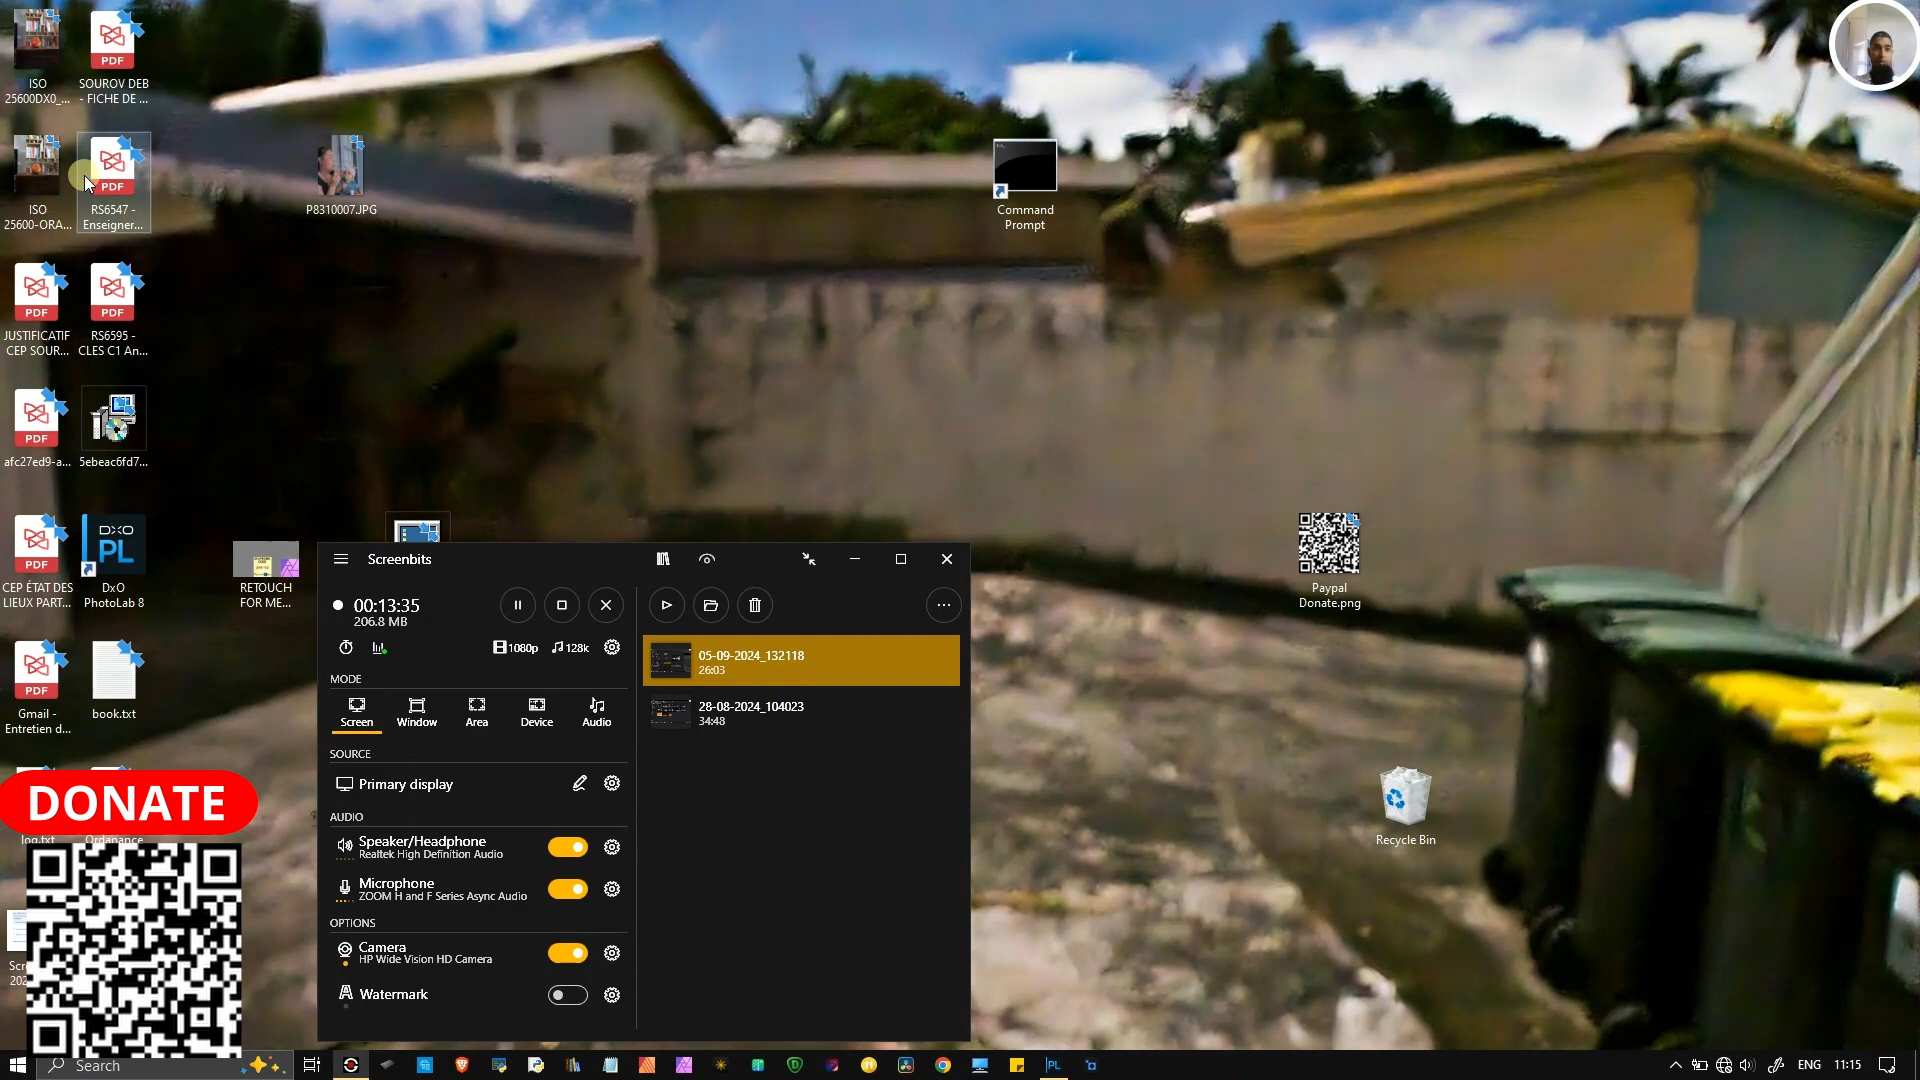 ISO
25600DX0_...
PDF
SOUROV DEB
- FICHE DE ...
ISO
25600-ORA...
PDF
RS6547 -
Enseigner...
P8310007.JPG
Command
Prompt
PDF
JUSTIFICATIF
CEP SOUR...
PDF
RS6595 -
CLES C1 An...
PDF
afc27ed9-a...
5ebeac6fd7...
PDF
CEP ÉTAT DES
LIEUX PART...
DXO
PL
DxO
PhotoLab 8
RETOUCH
FOR ME...
Paypal
Donate.png
PDF
Gmail -
Entretien d...
book.txt
Recycle Bin
DONATE
log.txt
Ordanance
Screenbits
00:13:35
206.8 MB
1080p
128k
MODE
Screen
Window
Area
Device
Audio
SOURCE
Primary display
AUDIO
Speaker/Headphone
Realtek High Definition Audio
Microphone
ZOOM H and F Series Async Audio
OPTIONS
Camera
HP Wide Vision HD Camera
Watermark
05-09-2024_132118
26:03
28-08-2024_104023
34:48
Search
PL
ENG
11:15